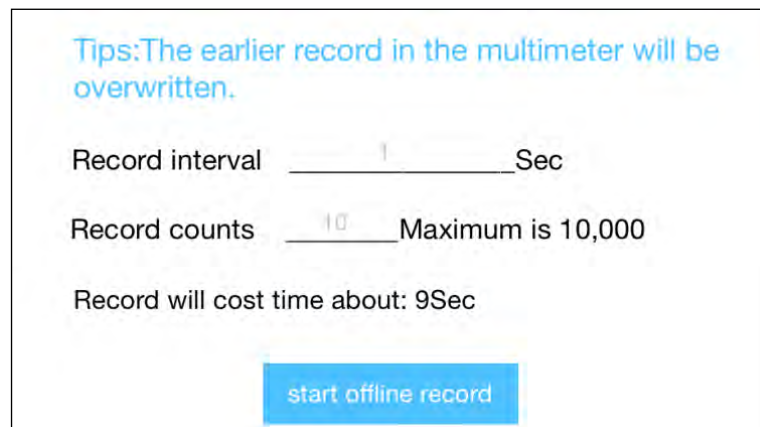 Tips:The earlier record in the multimeter will be
overwritten.
Record interval 1 Sec
Record counts 10 Maximum is 10,000
Record will cost time about: 9Sec
start offline record